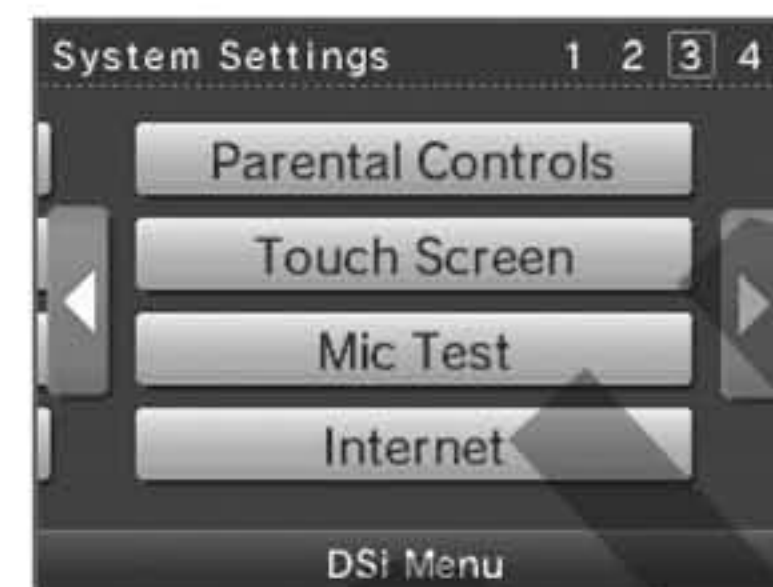 System Settings 1 2 3 4
Parental Controls
Touch Screen
Mic Test
Internet
DSi Menu